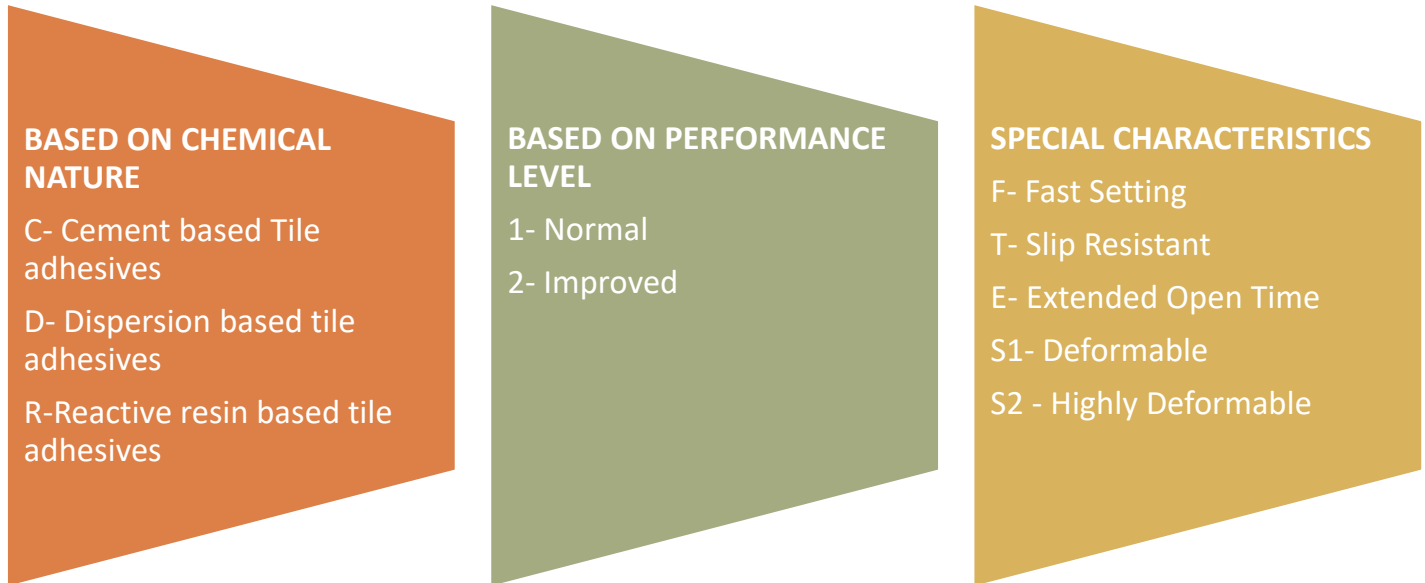 BASED ON CHEMICAL
NATURE
C- Cement based Tile
adhesives
D- Dispersion based tile
adhesives
R-Reactive resin based tile
adhesives
BASED ON PERFORMANCE
LEVEL
1- Normal
2- Improved
SPECIAL CHARACTERISTICS
F- Fast Setting
T- Slip Resistant
E- Extended Open Time
S1- Deformable
S2 - Highly Deformable